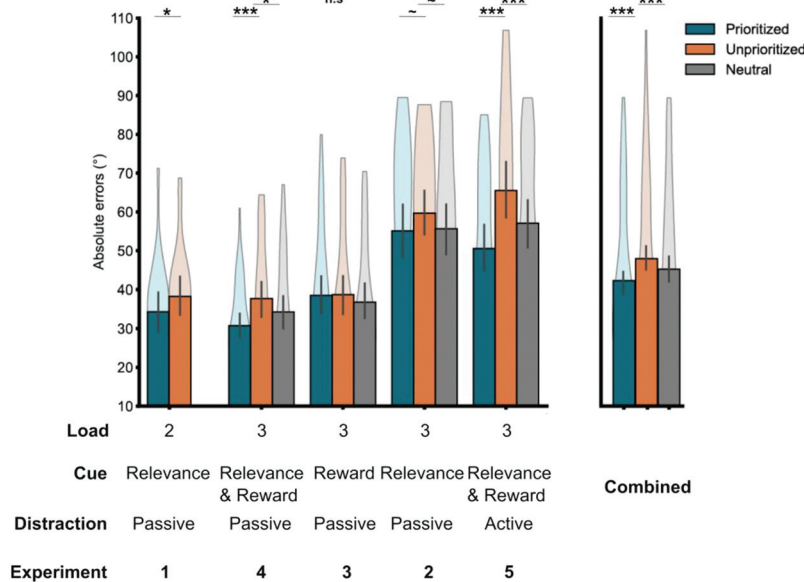 n.s
* *** * ~ ~ *** *** *** ***
110
100
90
80
70
60
50
40
30
20
10
Absolute errors (°)
Prioritized
Unprioritized
Neutral
Load 2 3 3 3 3
Cue Relevance Relevance Reward Relevance Relevance
& Reward & Reward
Combined
Distraction Passive Passive Passive Passive Active
Experiment 1 4 3 2 5